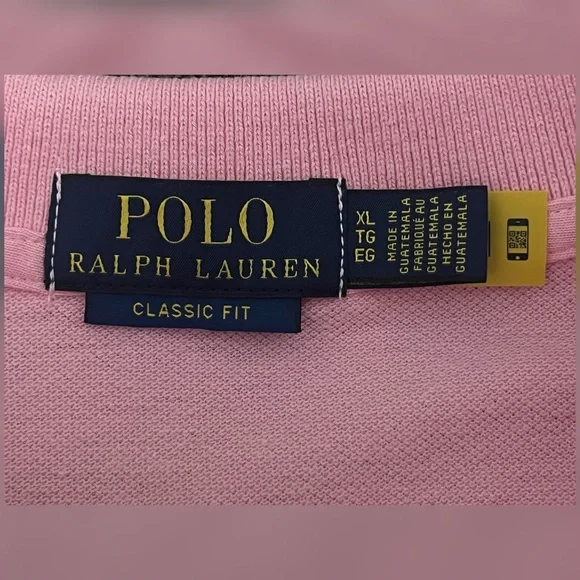 POLO
RALPH LAUREN
CLASSIC FIT
XL
TG
EG
MADE IN
GUATEMALA
FABRIQUÉ AU
GUATEMALA
HECHO EN
GUATEMALA